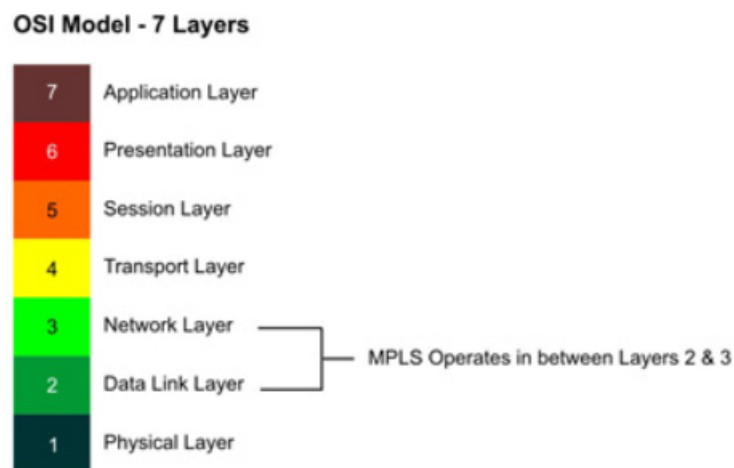 OSI Model - 7 Layers
7 Application Layer
6 Presentation Layer
5 Session Layer
4 Transport Layer
3 Network Layer
MPLS Operates in between Layers 2 & 3
2 Data Link Layer
1 Physical Layer